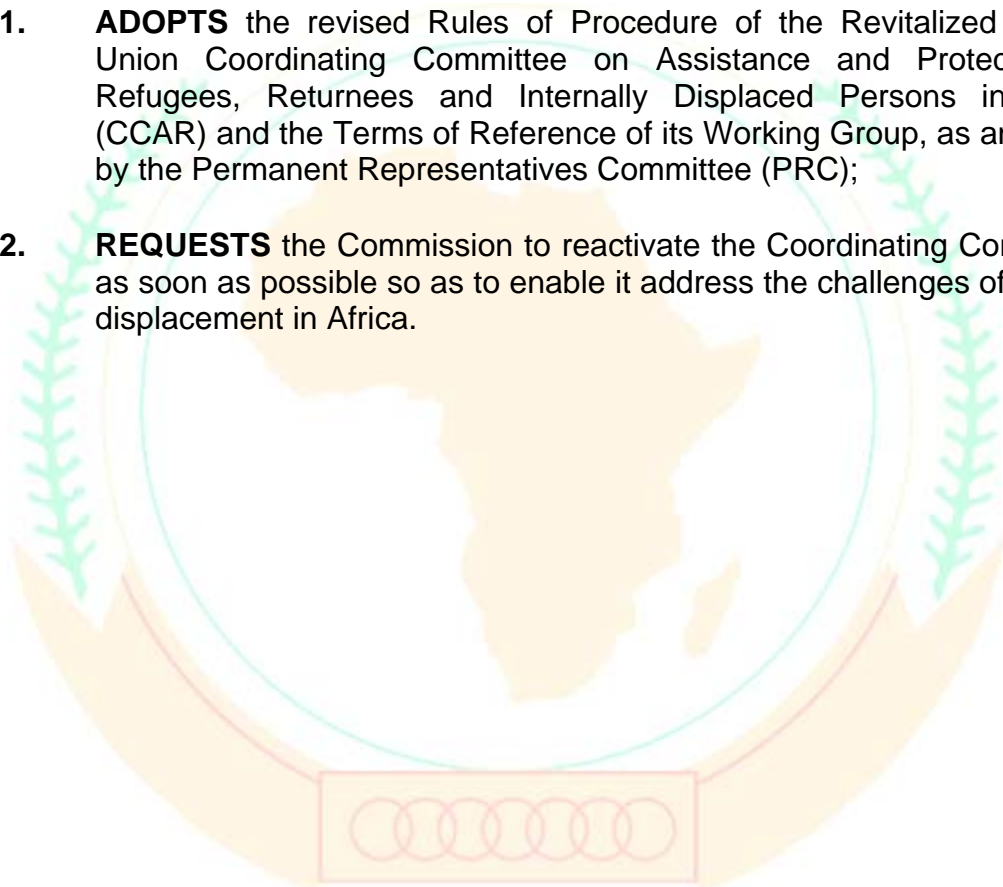 1. ADOPTS the revised Rules of Procedure of the Revitalized
Union Coordinating Committee on Assistance and
Refugees, Returnees and Internally Displaced Persons in
(CCAR) and the Terms of Reference of its Working Group, as
by the Permanent Representatives Committee (PRC);
2. REQUESTS the Commission to reactivate the Coordinating
as soon as possible so as to enable it address the challenges of
displacement in Africa.